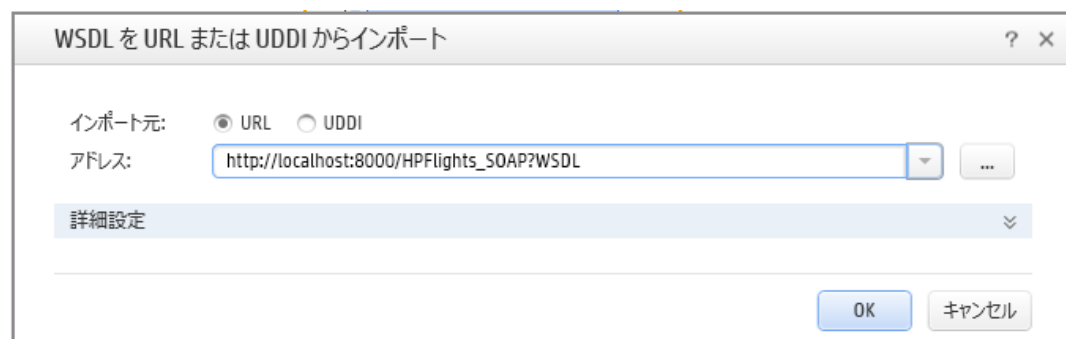 WSDL を URL または UDDI からインポート ? ×
インポート元: URL UDDI
アドレス: http://localhost:8000/HPFlights_SOAP?WSDL ...
詳細設定
OK キャンセル